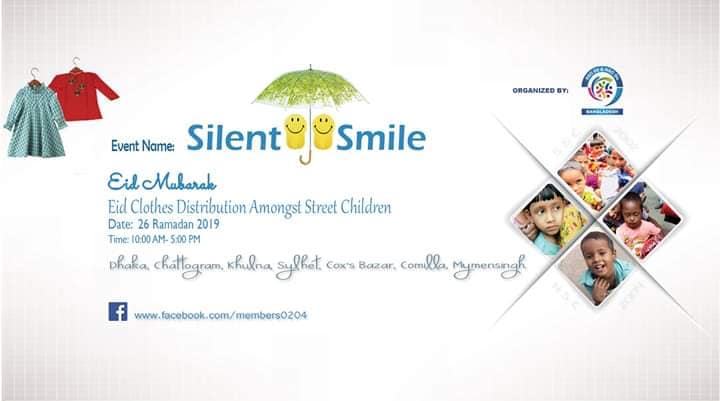 ORGANIZED BY:
BANGLADESH
Event Name: Silent Smile
Eid Mubarak
Eid Clothes Distribution Amongst Street Children
Date: 26 Ramadan 2019
Time: 10:00 AM- 5:00 PM
Dhaka, Chattogram, Khulna, Sylhet, Cox's Bazar, Comilla, Mymensingh
www.facebook.com/members0204
S.S.C 2002
H.S.C 2004